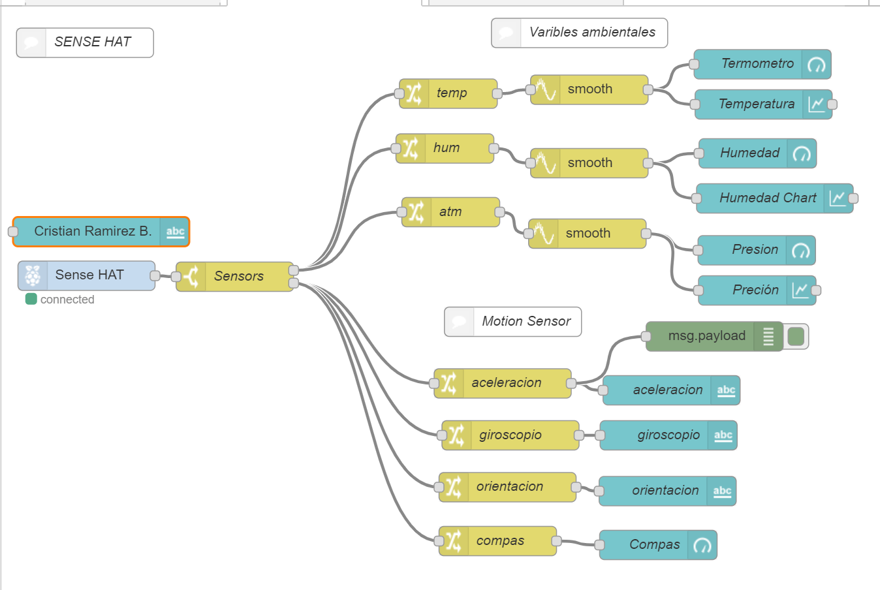 SENSE HAT
Varibles ambientales
Termometro
temp
smooth
Temperatura
hum
smooth
Humedad
Humedad Chart
atm
smooth
Cristian Ramirez B.
abc
Presion
Sense HAT
Sensors
connected
Preción
Motion Sensor
msg.payload
aceleracion
aceleracion
abc
giroscopio
giroscopio
abc
orientacion
orientacion
abc
compas
Compas